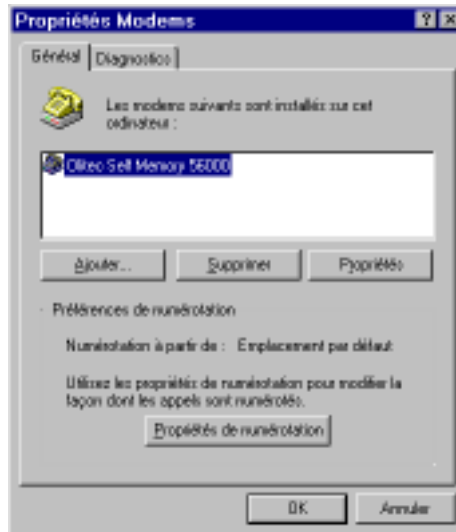 Propriétés Modems
Général Diagnostics
Les modems suivants sont installés sur cet
ordinateur :
Olitec Self Memory 56000
Ajouter... Supprimer Propriétés
Préférences de numérotation
Numérotation à partir de : Emplacement par défaut
Utilisez les propriétés de numérotation pour modifier la
façon dont les appels sont numérotés.
Propriétés de numérotation
OK Annuler